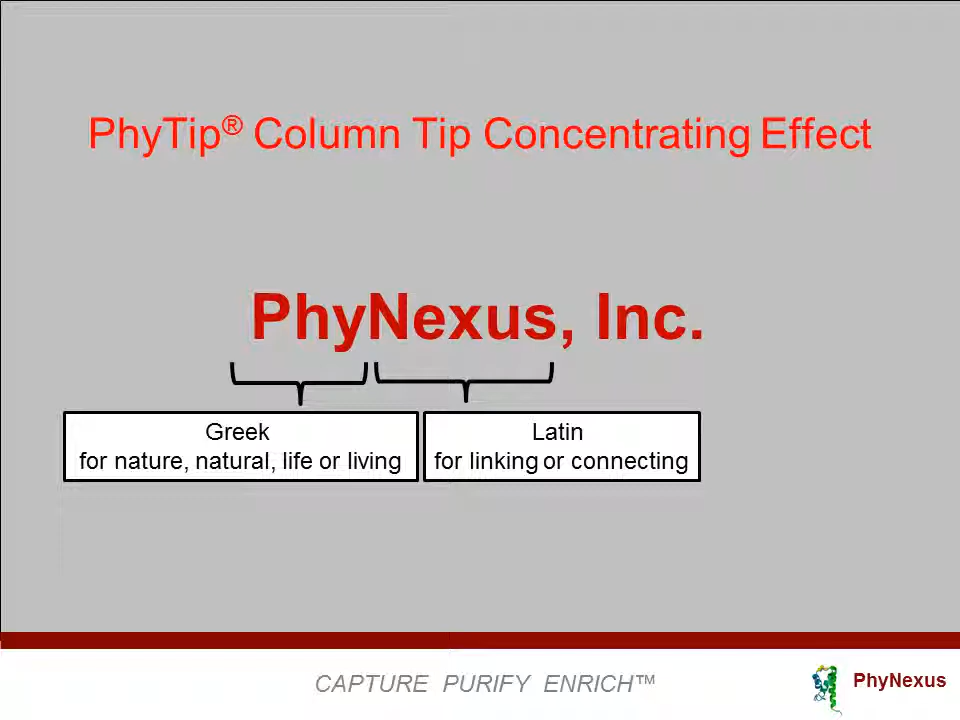 PhyTip® Column Tip Concentrating Effect
PhyNexus, Inc.
Greek
for nature, natural, life or living
Latin
for linking or connecting
CAPTURE PURIFY ENRICH™
PhyNexus